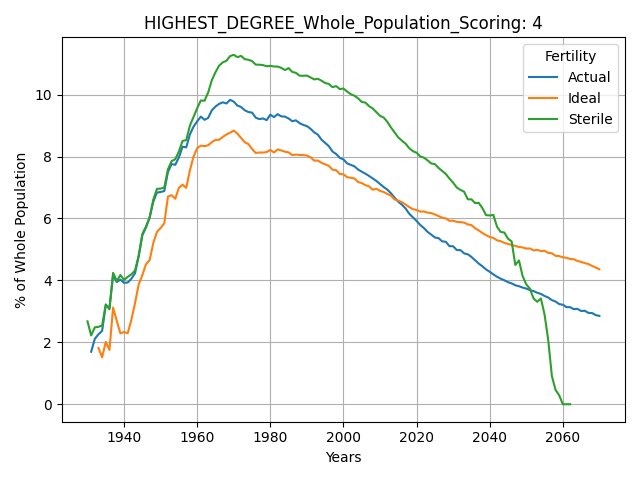 HIGHEST_DEGREE_Whole_Population_Scoring: 4
Fertility
Actual
Ideal
Sterile
% of Whole Population
10
8
6
4
2
0
1940 1960 1980 2000 2020 2040 2060
Years